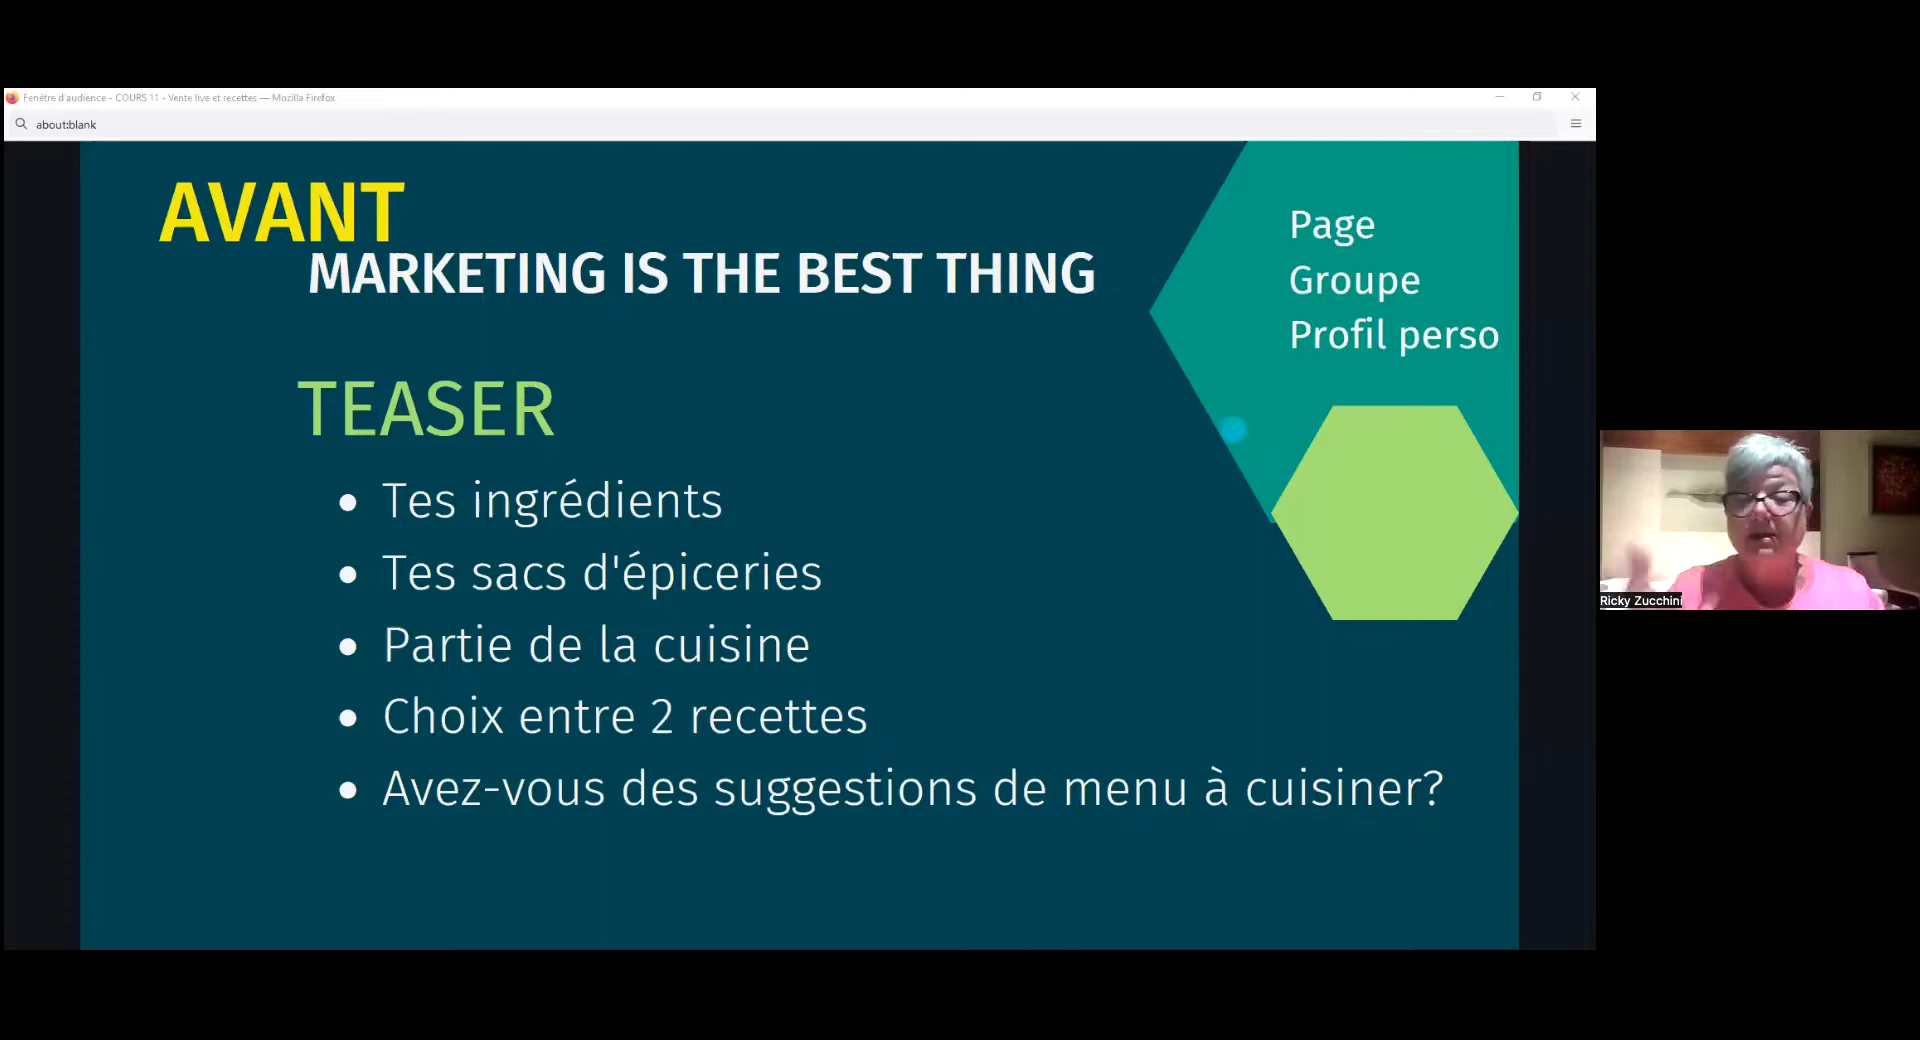 Fenêtre d'audience - COURS 11 - Vente live et recettes — Mozilla Firefox
about:blank
AVANT
MARKETING IS THE BEST THING
Page
Groupe
Profil perso
TEASER
• Tes ingrédients
• Tes sacs d'épiceries
• Partie de la cuisine
• Choix entre 2 recettes
• Avez-vous des suggestions de menu à cuisiner?
Ricky Zucchini